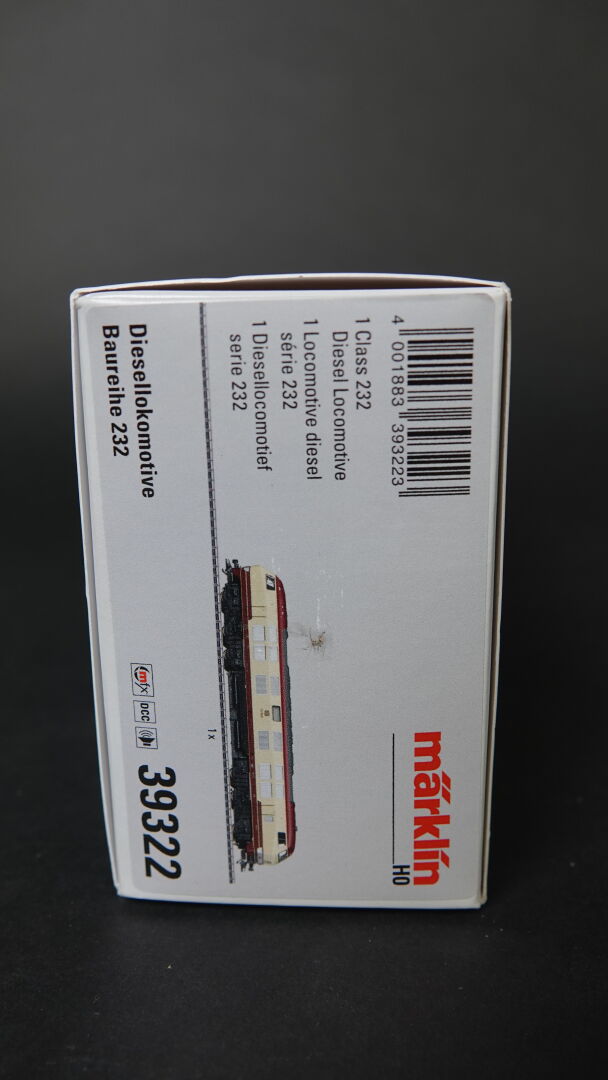 4 001883 393223
märklin
H0
1 Class 232
Diesel Locomotive
1 Locomotive diesel
série 232
1 Diesellocomotief
serie 232
1x
Diesellokomotive
Baureihe 232
mfx
DCC
39322